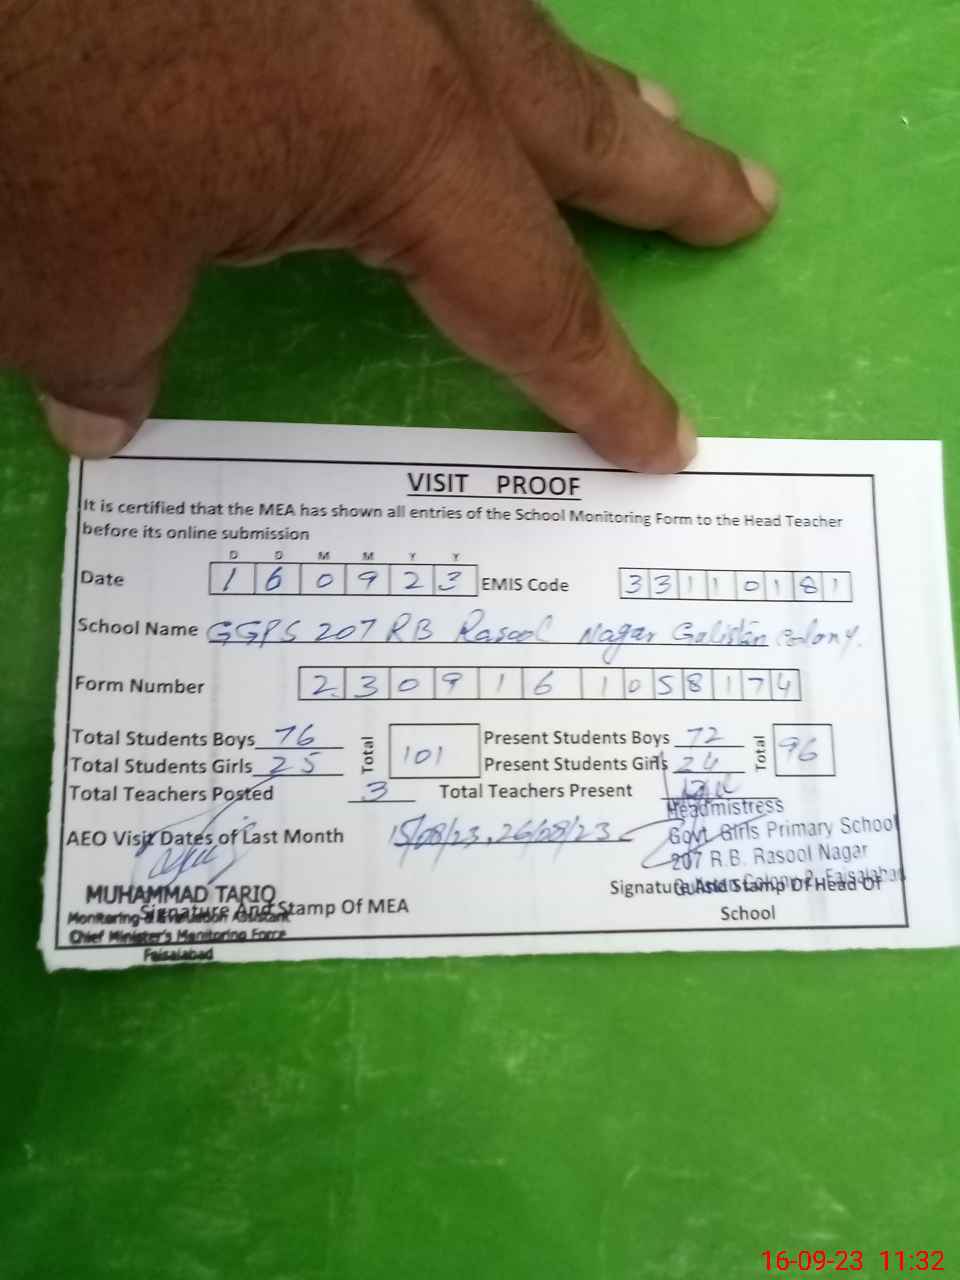 VISIT PROOF
It is certified that the MEA has shown all entries of the School Monitoring Form to the Head Teacher
before its online submission
D D M M Y Y
Date 1 6 0 9 2 3 EMIS Code 3 3 1 1 0 1 8 1
School Name GGPS 207 RB Rasool Nagar Gulistan Colony.
Form Number 2 3 0 9 1 6 1 0 5 8 1 7 4
Total Students Boys 76 Total 101 Present Students Boys 72 Total 96
Total Students Girls 25 Present Students Girls 24
Total Teachers Posted 3 Total Teachers Present
Headmistress
AEO Visit Dates of Last Month 15/08/23, 26/08/23 Govt Girls Primary School
207 R.B. Rasool Nagar
Colony 2, Faisalabad
MUHAMMAD TARIQ Signature And Stamp Of Head Of
Signature And Stamp Of MEA School
Monitoring & Evaluation Assistant
Chief Minister's Monitoring Force
Faisalabad
16-09-23 11:32